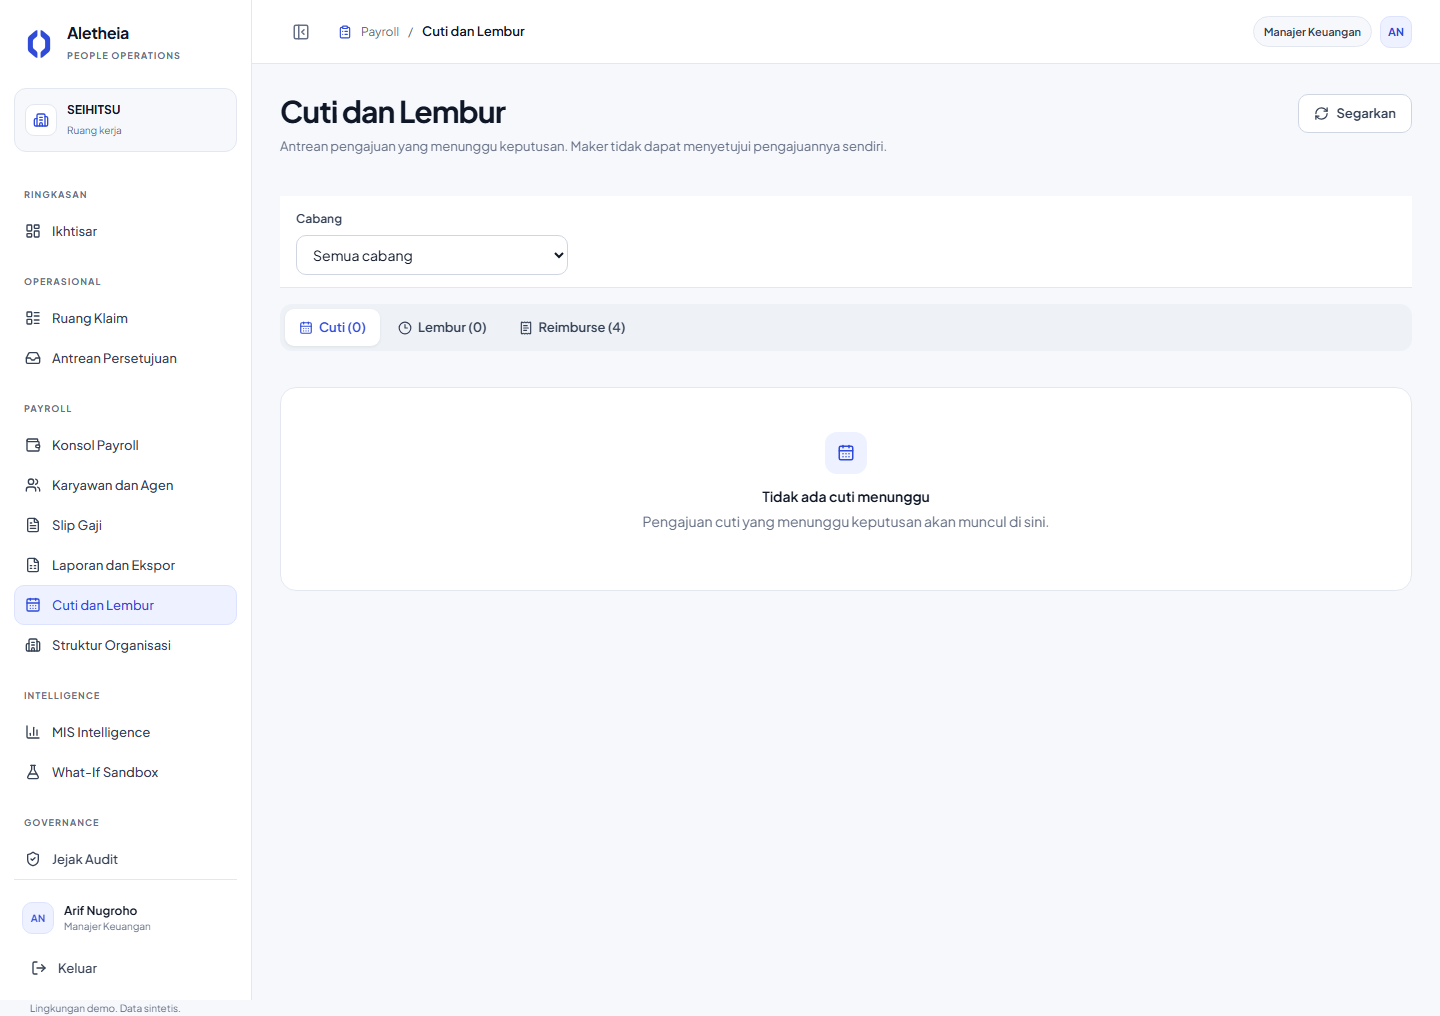 Aletheia
PEOPLE OPERATIONS
SEIHITSU
Ruang kerja
RINGKASAN
Ikhtisar
OPERASIONAL
Ruang Klaim
Antrean Persetujuan
PAYROLL
Konsol Payroll
Karyawan dan Agen
Slip Gaji
Laporan dan Ekspor
Cuti dan Lembur
Struktur Organisasi
INTELLIGENCE
MIS Intelligence
What-If Sandbox
GOVERNANCE
Jejak Audit
AN
Arif Nugroho
Manajer Keuangan
Keluar
Lingkungan demo. Data sintetis.
Payroll / Cuti dan Lembur
Manajer Keuangan
AN
Cuti dan Lembur
Segarkan
Antrean pengajuan yang menunggu keputusan. Maker tidak dapat menyetujui pengajuannya sendiri.
Cabang
Semua cabang
Cuti (0) Lembur (0) Reimburse (4)
Tidak ada cuti menunggu
Pengajuan cuti yang menunggu keputusan akan muncul di sini.